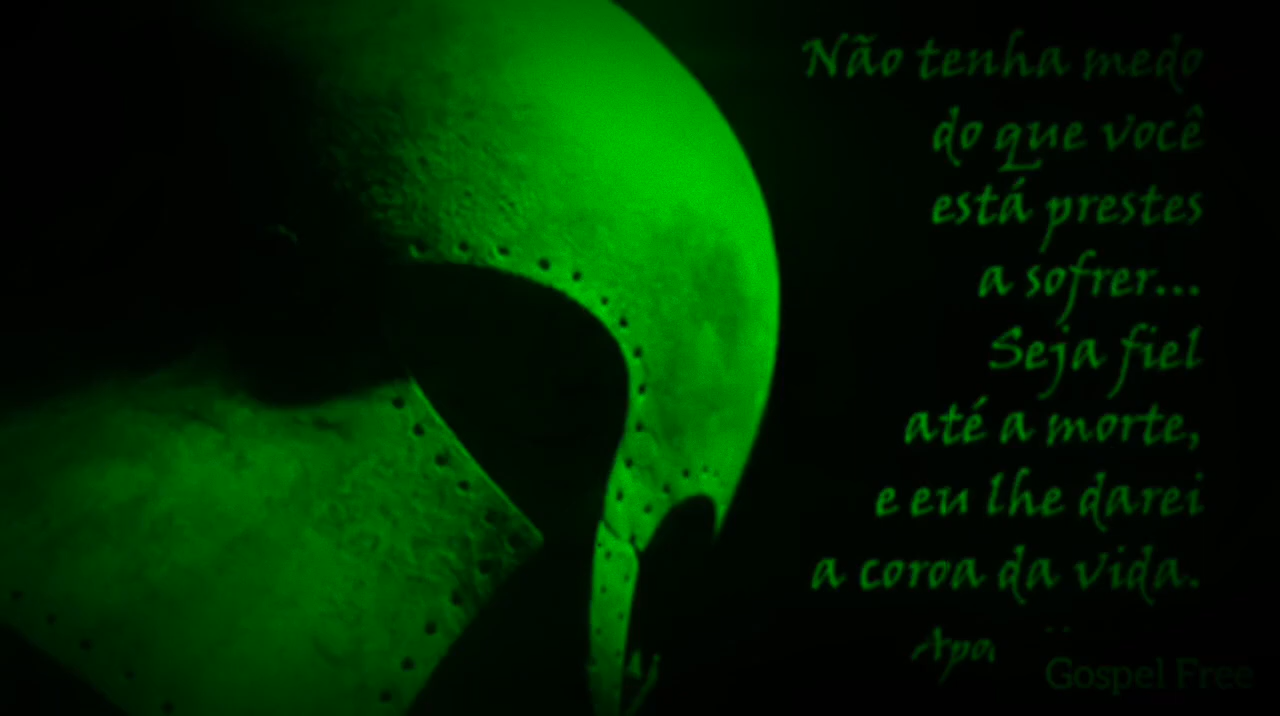 Não tenha medo
do que você
está prestes
a sofrer...
Seja fiel
até a morte,
e eu lhe darei
a coroa da vida.
Gospel Free